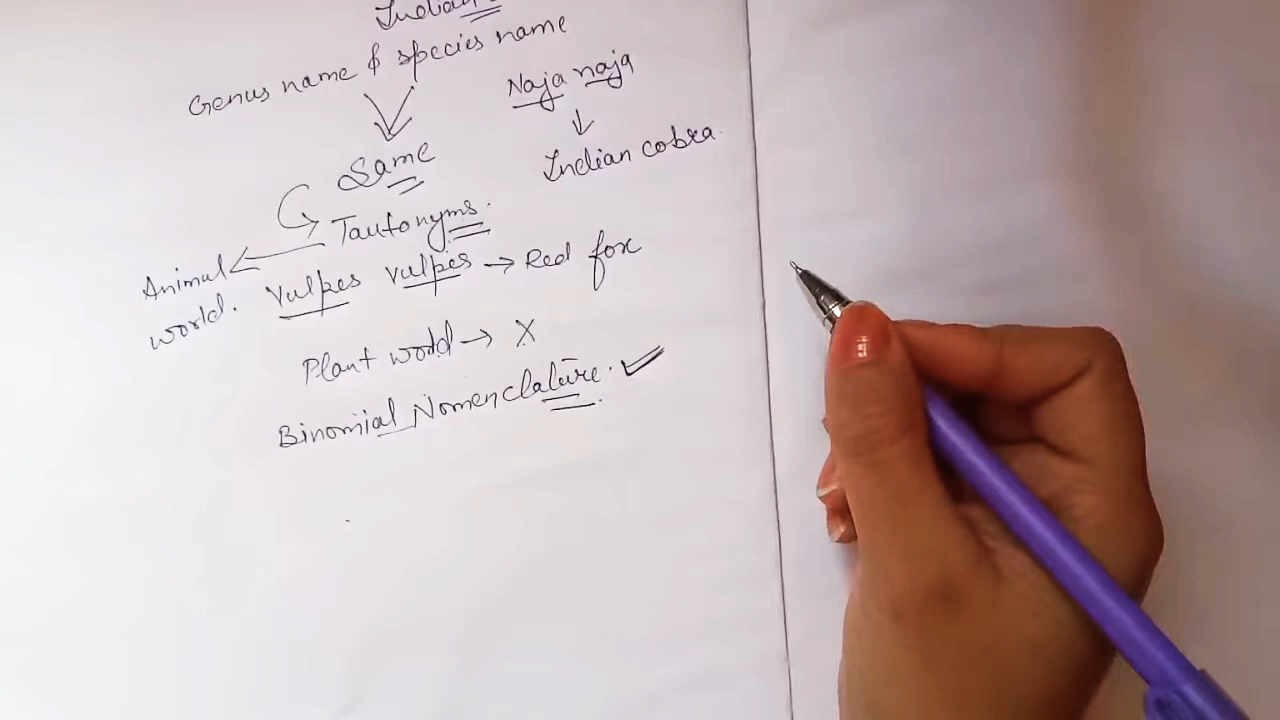 Indian
Genus name & species name
Naja naja
↓
Indian cobra.
Same
Tautonyms.
Animal world.
Vulpes vulpes → Red fox
Plant world → X
Binomial Nomenclature. ✓